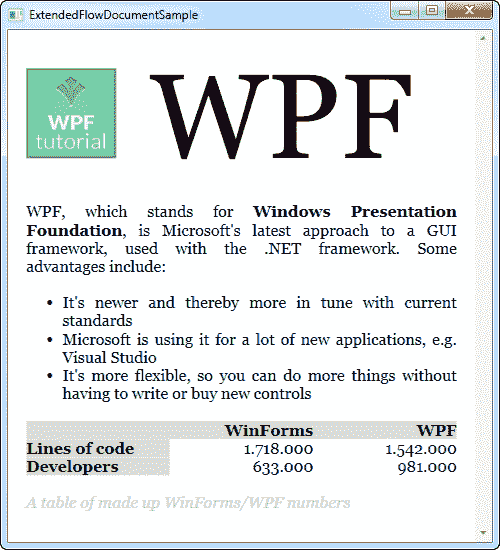 ExtendedFlowDocumentSample
WPF
tutorial
WPF
WPF, which stands for Windows Presentation
Foundation, is Microsoft's latest approach to a GUI
framework, used with the .NET framework. Some
advantages include:
• It's newer and thereby more in tune with current
standards
• Microsoft is using it for a lot of new applications, e.g.
Visual Studio
• It's more flexible, so you can do more things without
having to write or buy new controls
WinForms WPF
Lines of code 1.718.000 1.542.000
Developers 633.000 981.000
A table of made up WinForms/WPF numbers